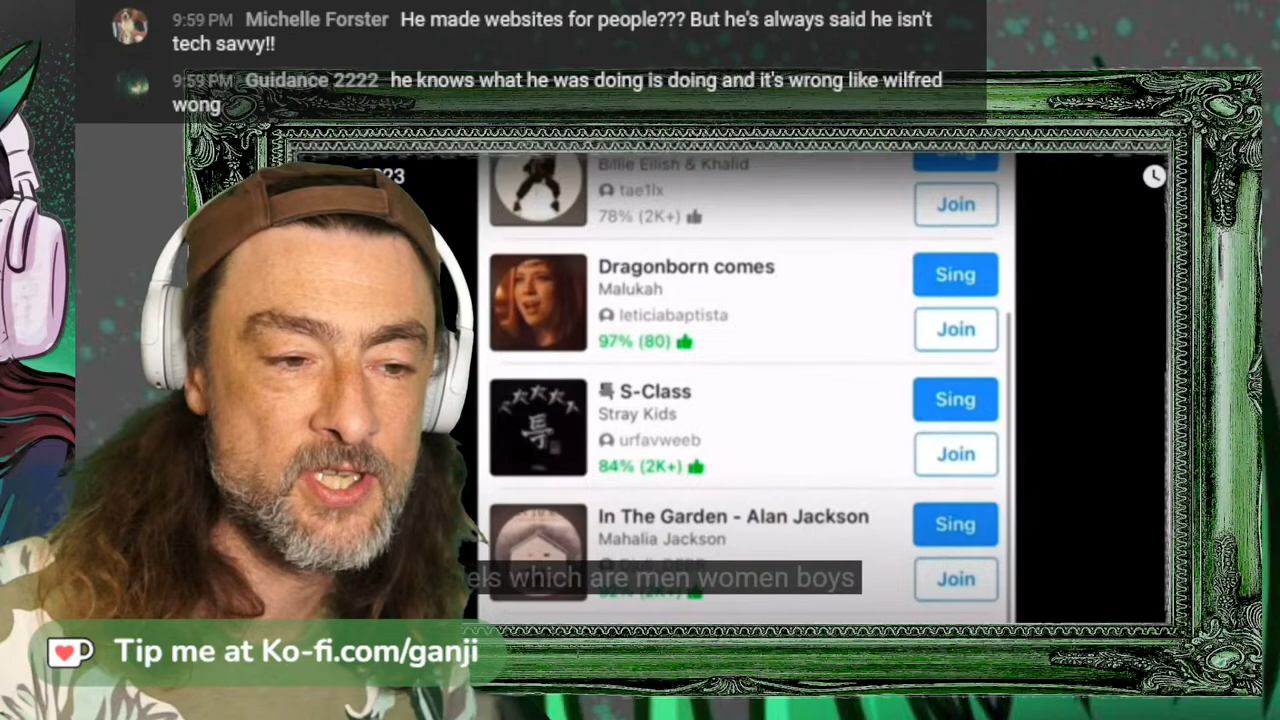 9:59 PM Michelle Forster He made websites for people??? But he's always said he isn't
tech savvy!!
9:59 PM Guidance 2222 he knows what he was doing is doing and it's wrong like wilfred
wong
23
Billie Eilish & Khalid
Sing
tae1lx
78% (2K+)
Join
Dragonborn comes
Sing
Malukah
leticiabaptista
Join
97% (80)
특 S-Class
Sing
Stray Kids
urfavweeb
Join
84% (2K+)
특
In The Garden - Alan Jackson
Sing
Mahalia Jackson
Join
els which are men women boys
Tip me at Ko-fi.com/ganji